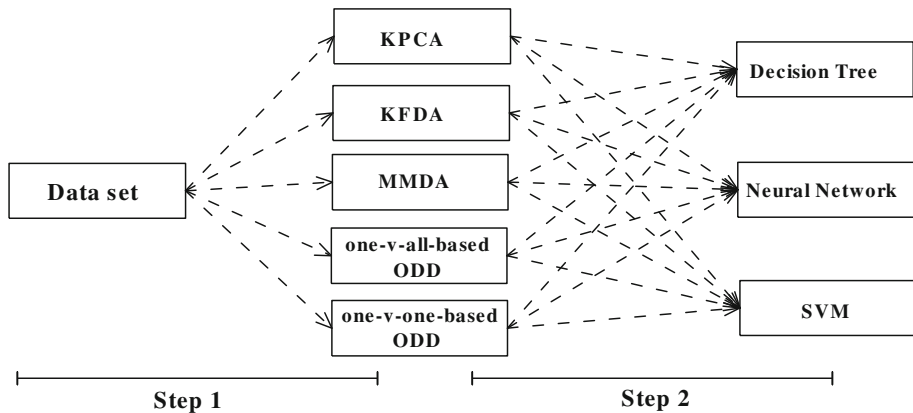 Data set
KPCA
KFDA
MMDA
one-v-all-based
ODD
one-v-one-based
ODD
Decision Tree
Neural Network
SVM
Step 1
Step 2